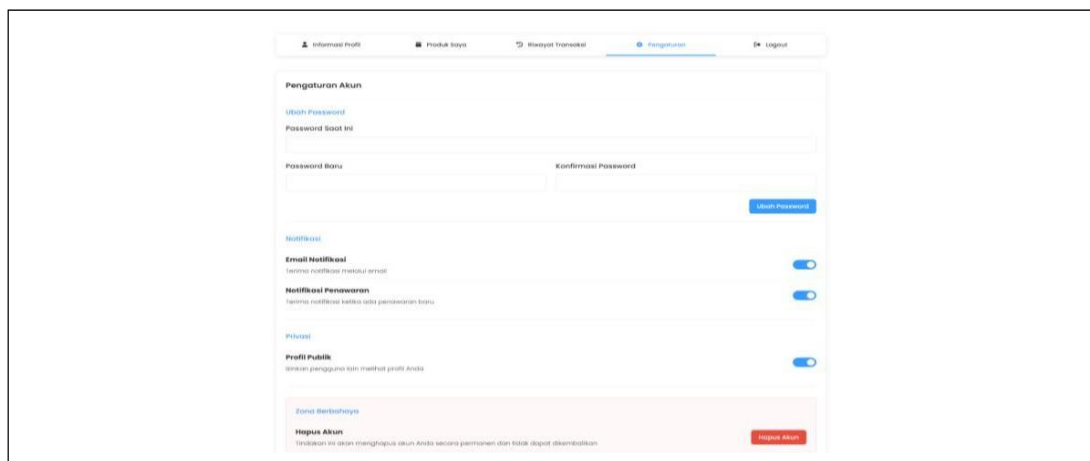 Informasi Profil Produk Saya Riwayat Transaksi Pengaturan Logout
Pengaturan Akun
Ubah Password
Password Saat Ini
Password Baru Konfirmasi Password
Ubah Password
Notifikasi
Email Notifikasi
Terima notifikasi melalui email
Notifikasi Penawaran
Terima notifikasi ketika ada penawaran baru
Privasi
Profil Publik
Izinkan pengguna lain melihat profil Anda
Zona Berbahaya
Hapus Akun
Tindakan ini akan menghapus akun Anda secara permanen dan tidak dapat dikembalikan
Hapus Akun